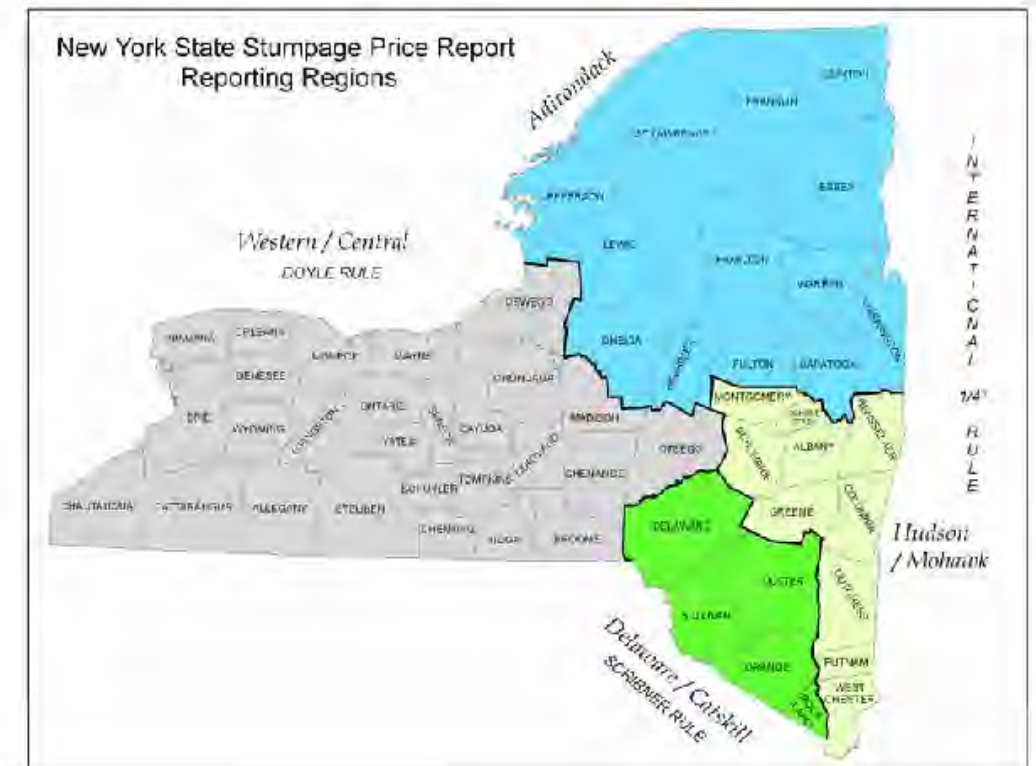 New York State Stumpage Price Report
Reporting Regions
Adirondack
CLINTON
FRANKLIN
ST LAWRENCE
ESSEX
JEFFERSON
LEWIS
HAMILTON
WARREN
WASHINGTON
Western / Central
DOYLE RULE
OSWEGO
ONEIDA
HERKIMER
FULTON
SARATOGA
NIAGARA
ORLEANS
MONROE
WAYNE
GENESEE
ONONDAGA
MONTGOMERY
RENSSELAER
ERIE
WYOMING
LIVINGSTON
ONTARIO
SENECA
CAYUGA
MADISON
ALBANY
YATES
CORTLAND
OTSEGO
SCHOHARIE
SCHUYLER
TOMPKINS
CHENANGO
CHAUTAUQUA
CATTARAUGUS
ALLEGANY
STEUBEN
CHEMUNG
TIOGA
BROOME
DELAWARE
GREENE
COLUMBIA
ULSTER
DUTCHESS
SULLIVAN
ORANGE
PUTNAM
WEST
CHESTER
ROCK
LAND
Hudson
/ Mohawk
Delaware / Catskill
SCRIBNER RULE
INTERNATIONAL 1/4" RULE